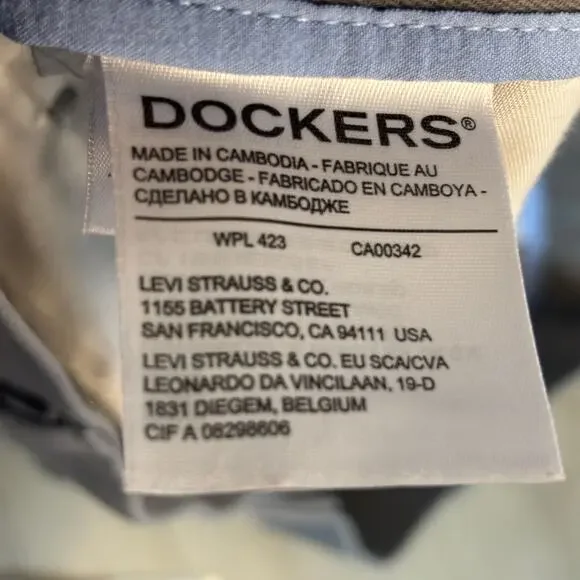 DOCKERS®
MADE IN CAMBODIA - FABRIQUE AU
CAMBODGE - FABRICADO EN CAMBOYA -
СДЕЛАНО В КАМБОДЖЕ
WPL 423 CA00342
LEVI STRAUSS & CO.
1155 BATTERY STREET
SAN FRANCISCO, CA 94111 USA
LEVI STRAUSS & CO. EU SCA/CVA
LEONARDO DA VINCILAAN, 19-D
1831 DIEGEM, BELGIUM
CIF A 08298606